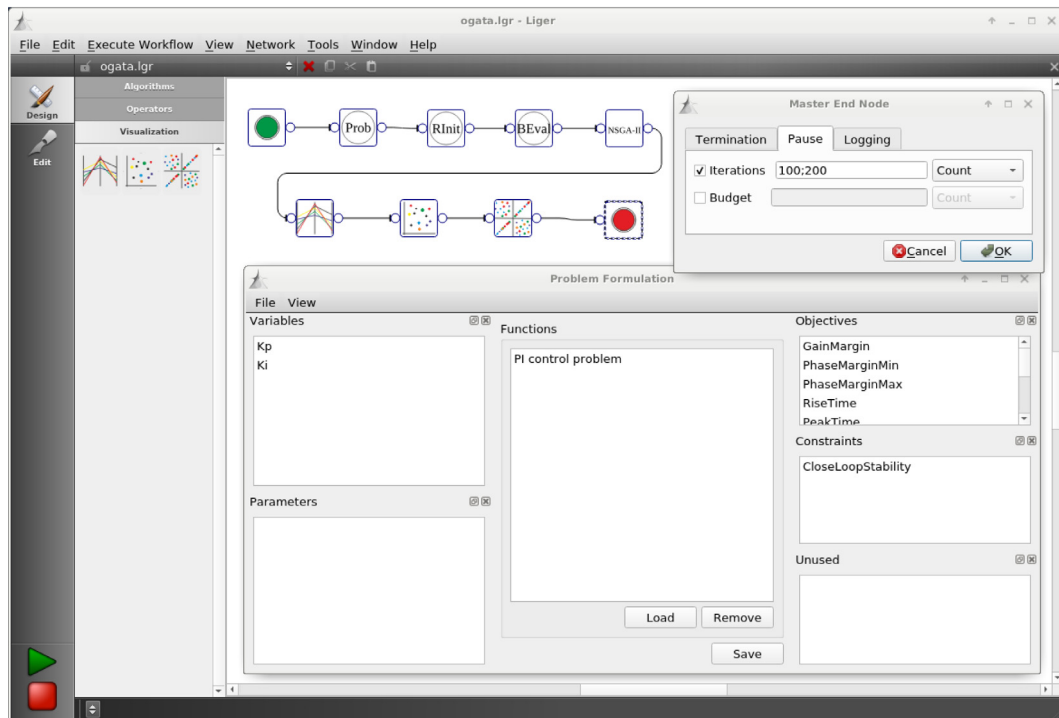 ogata.lgr - Liger
File Edit Execute Workflow View Network Tools Window Help
ogata.lgr
Design
Edit
Algorithms
Operators
Visualization
Prob RInit BEval NSGA-II
Master End Node
Termination Pause Logging
Iterations 100;200 Count
Budget Count
Cancel OK
Problem Formulation
File View
Variables
Kp
Ki
Parameters
Functions
PI control problem
Load Remove
Save
Objectives
GainMargin
PhaseMarginMin
PhaseMarginMax
RiseTime
PeakTime
Constraints
CloseLoopStability
Unused